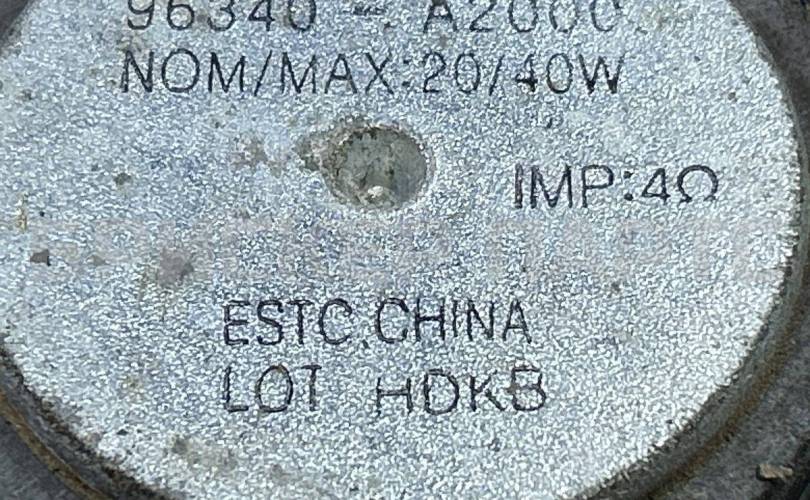 96340 - A2000
NOM/MAX:20/40W
IMP:4Ω
ESTC.CHINA
LOT HDKB